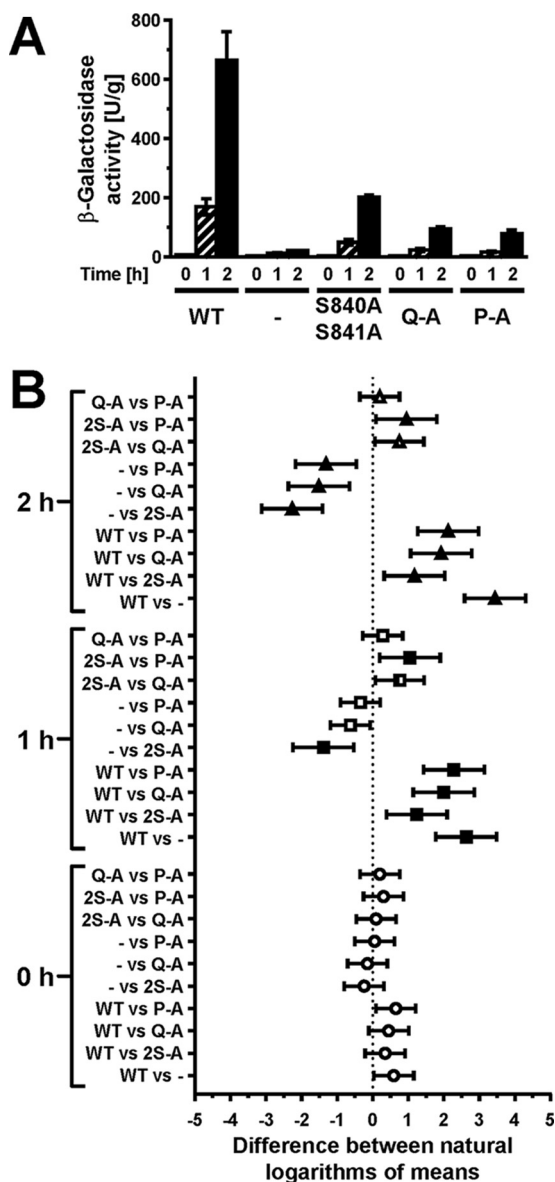 A
β-Galactosidase
activity [U/g]
800
600
400
200
0
Time [h] 0 1 2 0 1 2 0 1 2 0 1 2 0 1 2
WT - S840A Q-A P-A
S841A
B
2 h
Q-A vs P-A
2S-A vs P-A
2S-A vs Q-A
- vs P-A
- vs Q-A
- vs 2S-A
WT vs P-A
WT vs Q-A
WT vs 2S-A
WT vs -
1 h
Q-A vs P-A
2S-A vs P-A
2S-A vs Q-A
- vs P-A
- vs Q-A
- vs 2S-A
WT vs P-A
WT vs Q-A
WT vs 2S-A
WT vs -
0 h
Q-A vs P-A
2S-A vs P-A
2S-A vs Q-A
- vs P-A
- vs Q-A
- vs 2S-A
WT vs P-A
WT vs Q-A
WT vs 2S-A
WT vs -
-5 -4 -3 -2 -1 0 1 2 3 4 5
Difference between natural
logarithms of means